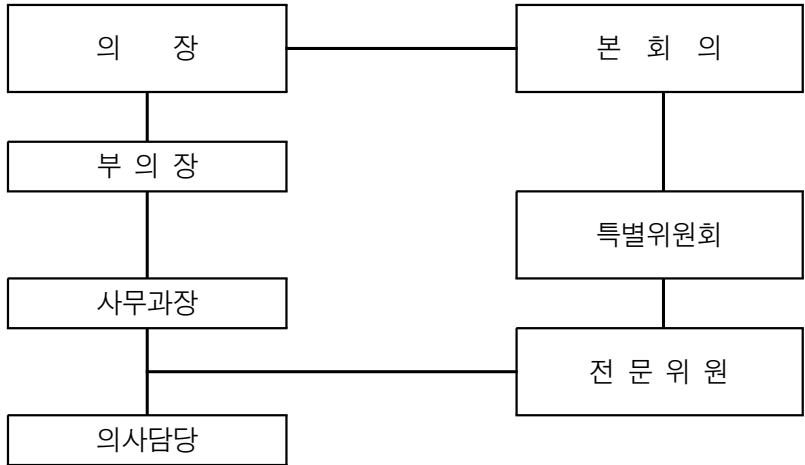 의 장
본 회 의
부 의 장
특별위원회
사무과장
전 문 위 원
의사담당